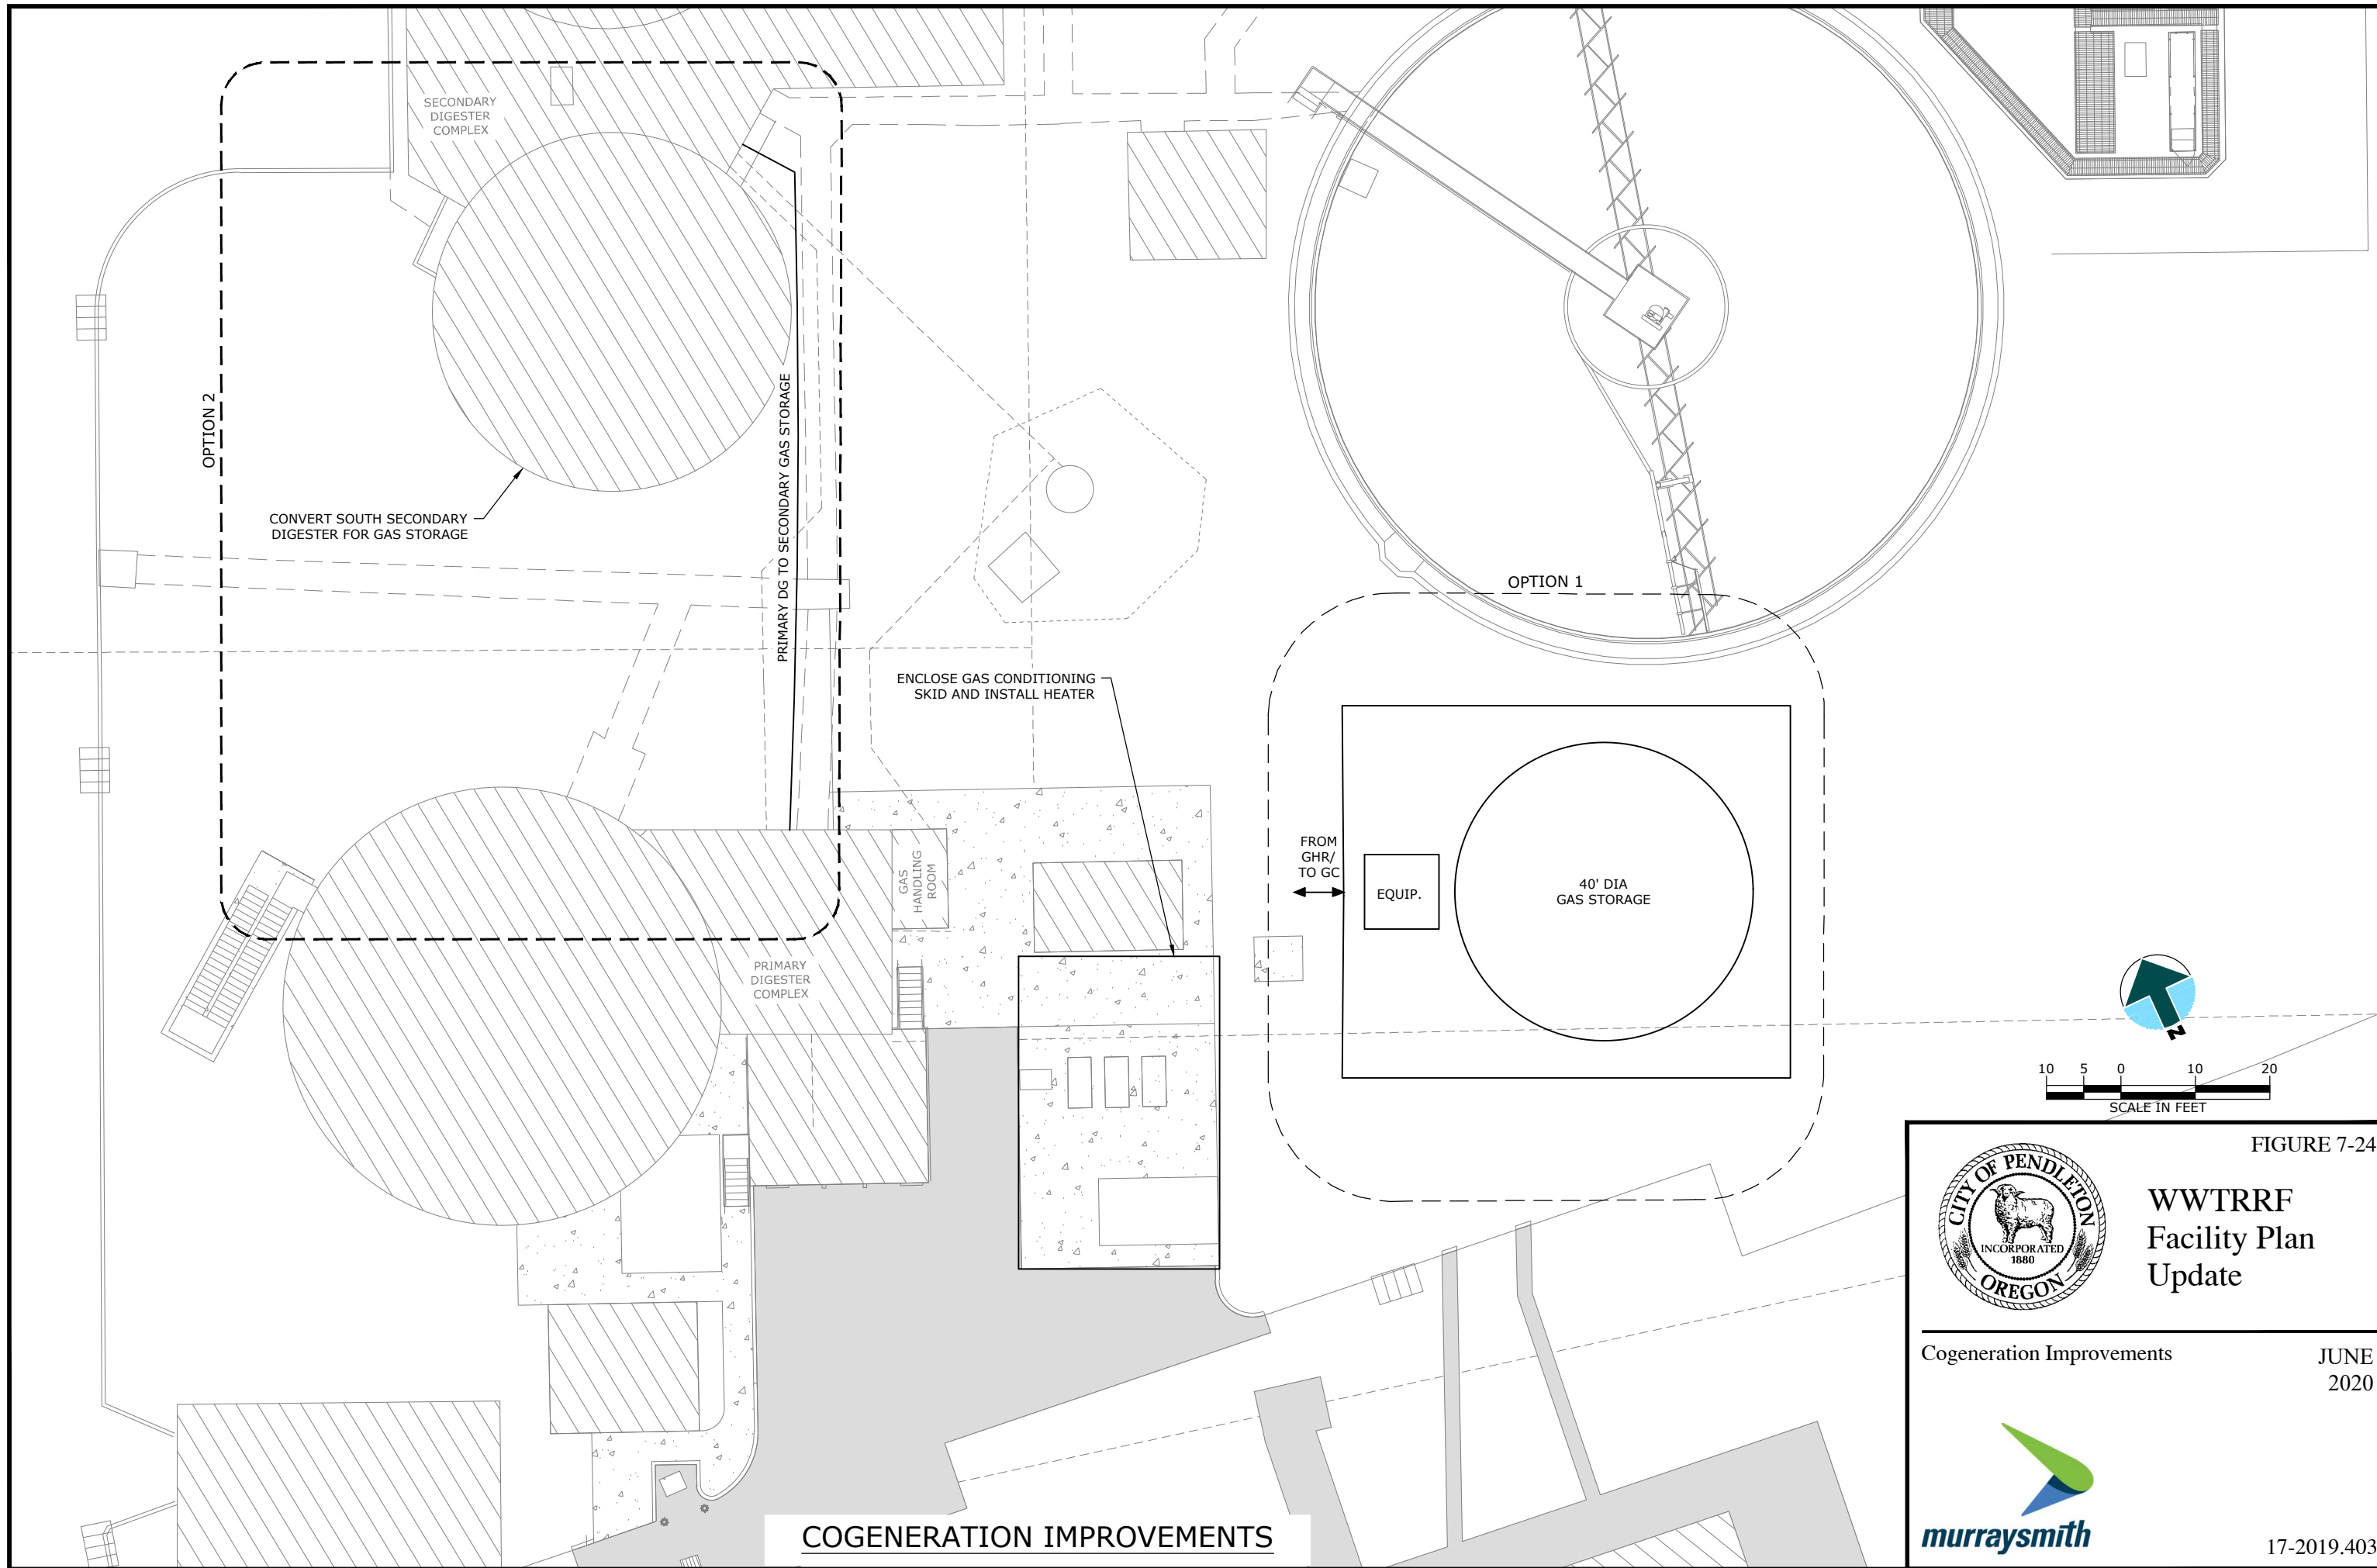 SECONDARY
DIGESTER
COMPLEX
OPTION 2
CONVERT SOUTH SECONDARY
DIGESTER FOR GAS STORAGE
PRIMARY DG TO SECONDARY GAS STORAGE
OPTION 1
ENCLOSE GAS CONDITIONING
SKID AND INSTALL HEATER
GAS
HANDLING
ROOM
FROM
GHR/
TO GC
EQUIP.
40' DIA
GAS STORAGE
PRIMARY
DIGESTER
COMPLEX
N
10 5 0 10 20
SCALE IN FEET
FIGURE 7-24
CITY OF PENDLETON
INCORPORATED
1880
OREGON
WWTRRF
Facility Plan
Update
Cogeneration Improvements
JUNE
2020
murraysmith
17-2019.403
COGENERATION IMPROVEMENTS